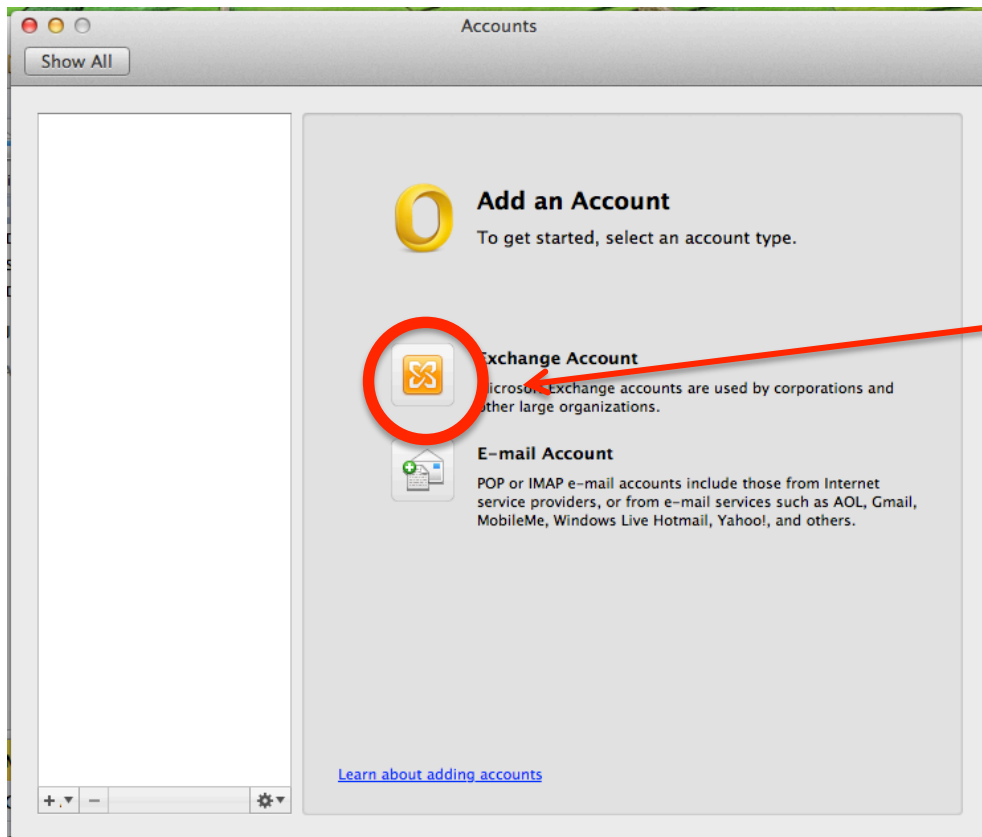 Accounts
Show All
Add an Account
To get started, select an account type.
Exchange Account
Microsoft Exchange accounts are used by corporations and
other large organizations.
E-mail Account
POP or IMAP e-mail accounts include those from Internet
service providers, or from e-mail services such as AOL, Gmail,
MobileMe, Windows Live Hotmail, Yahoo!, and others.
Learn about adding accounts